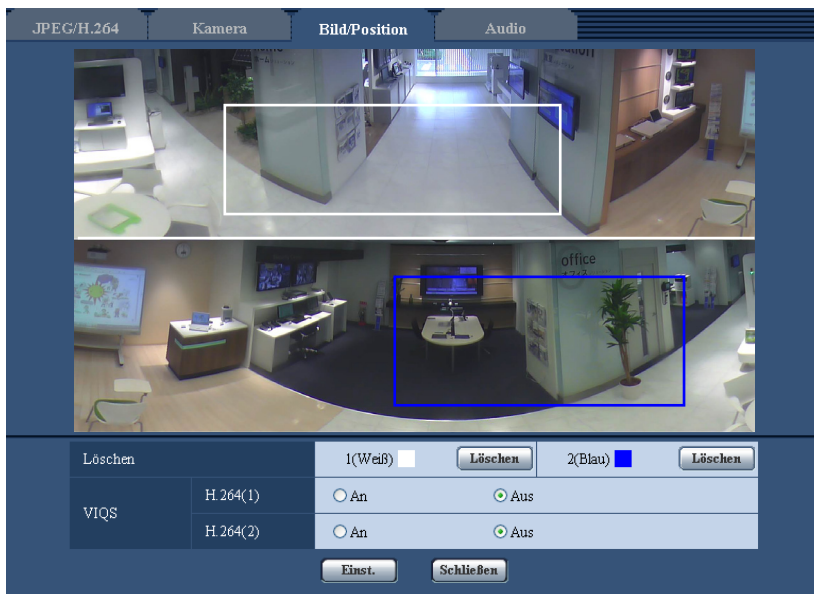 JPEG/H.264 Kamera Bild/Position Audio
office
Löschen 1(Weiß) Löschen 2(Blau) Löschen
VIQS
H.264(1) An Aus
H.264(2) An Aus
Einst. Schließen